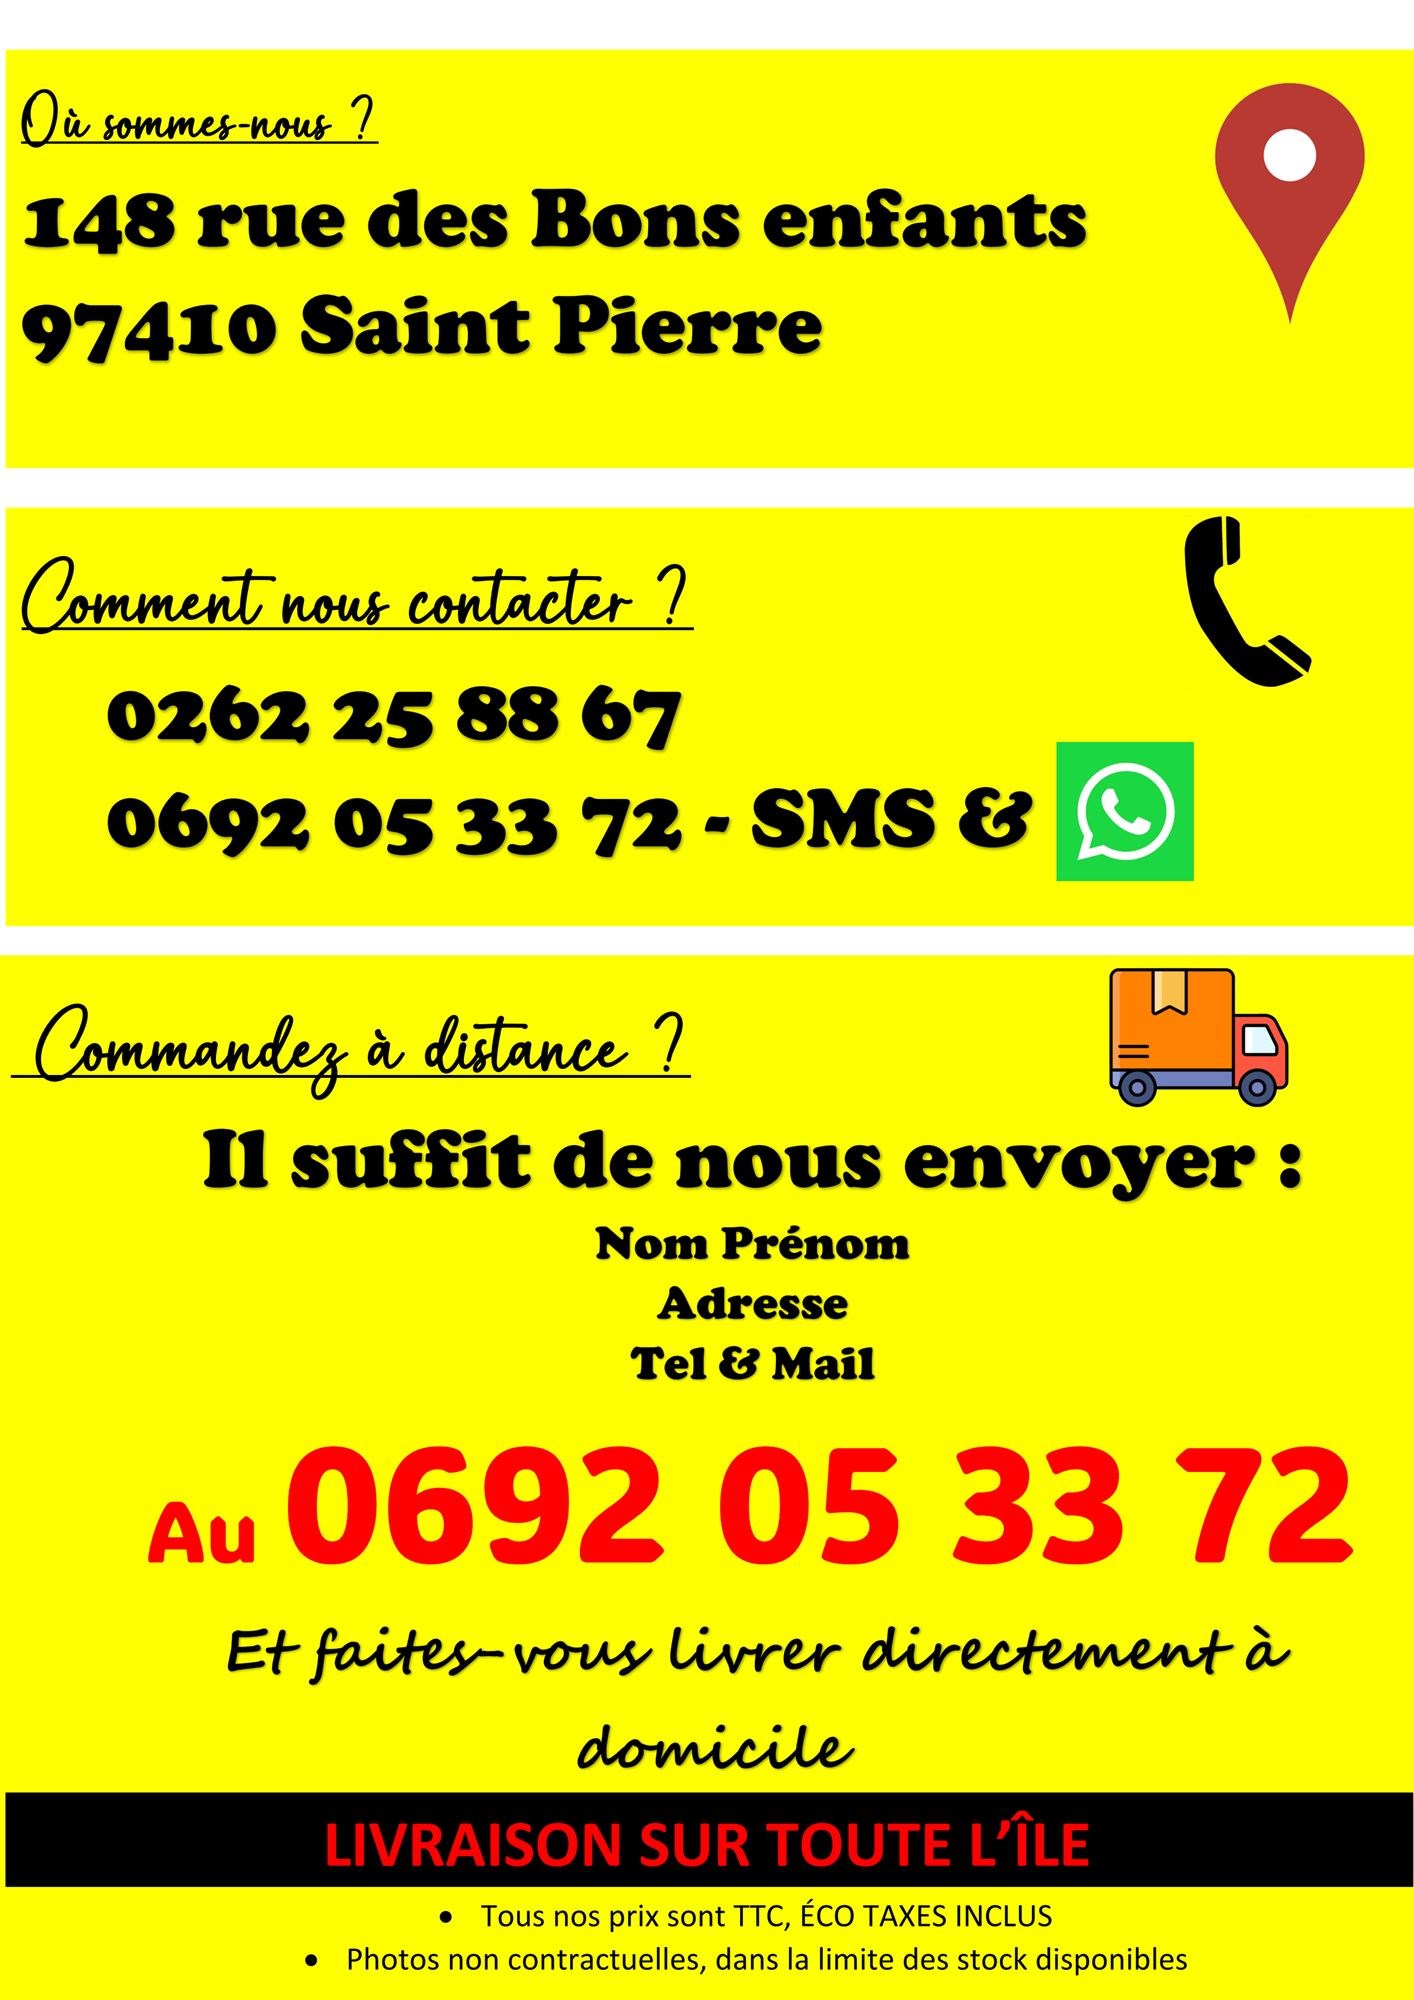 Où sommes-nous ?
148 rue des Bons enfants
97410 Saint Pierre
Comment nous contacter ?
0262 25 88 67
0692 05 33 72 - SMS &
Commandez à distance ?
Il suffit de nous envoyer :
Nom Prénom
Adresse
Tel & Mail
Au 0692 05 33 72
Et faites-vous livrer directement à
domicile
LIVRAISON SUR TOUTE L’ÎLE
• Tous nos prix sont TTC, ÉCO TAXES INCLUS
• Photos non contractuelles, dans la limite des stock disponibles